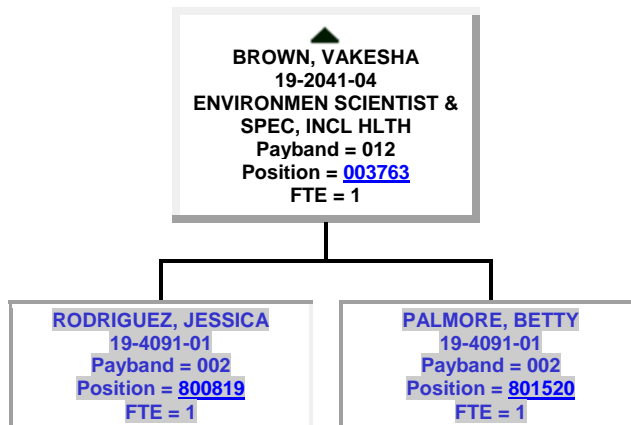 BROWN, VAKESHA
19-2041-04
ENVIRONMEN SCIENTIST &
SPEC, INCL HLTH
Payband = 012
Position = 003763
FTE = 1
RODRIGUEZ, JESSICA
19-4091-01
Payband = 002
Position = 800819
FTE = 1
PALMORE, BETTY
19-4091-01
Payband = 002
Position = 801520
FTE = 1